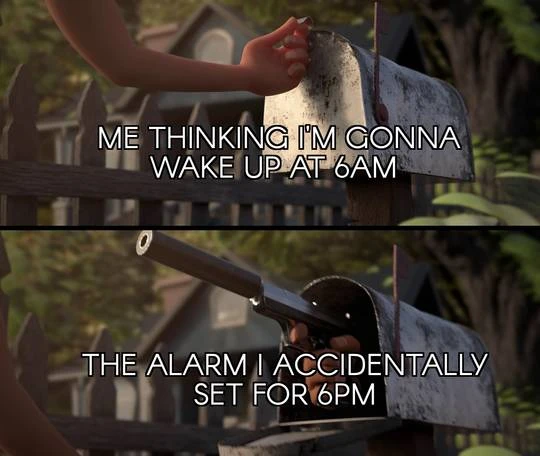 ME THINKING I'M GONNA
WAKE UP AT 6AM
THE ALARM I ACCIDENTALLY
SET FOR 6PM